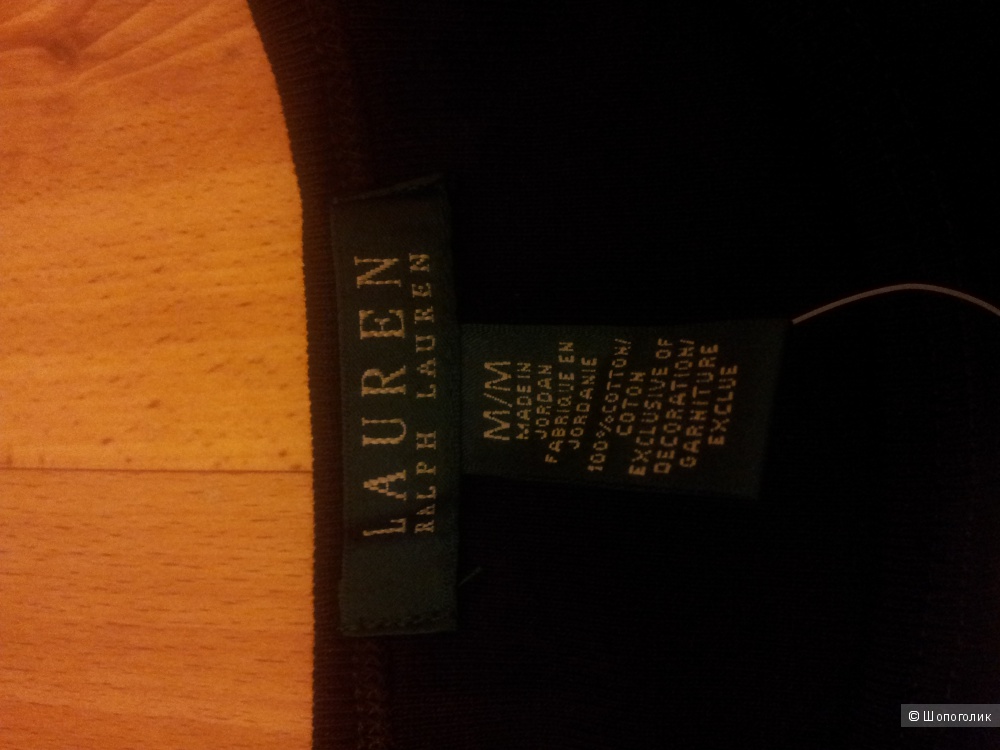 LAUREN
RALPH LAUREN
M/M
MADE IN
JORDAN
FABRIQUE EN
JORDANIE
100%COTTON/
COTON
EXCLUSIVE OF
DECORATION/
GARNITURE
EXCLUE
© Шопоголик